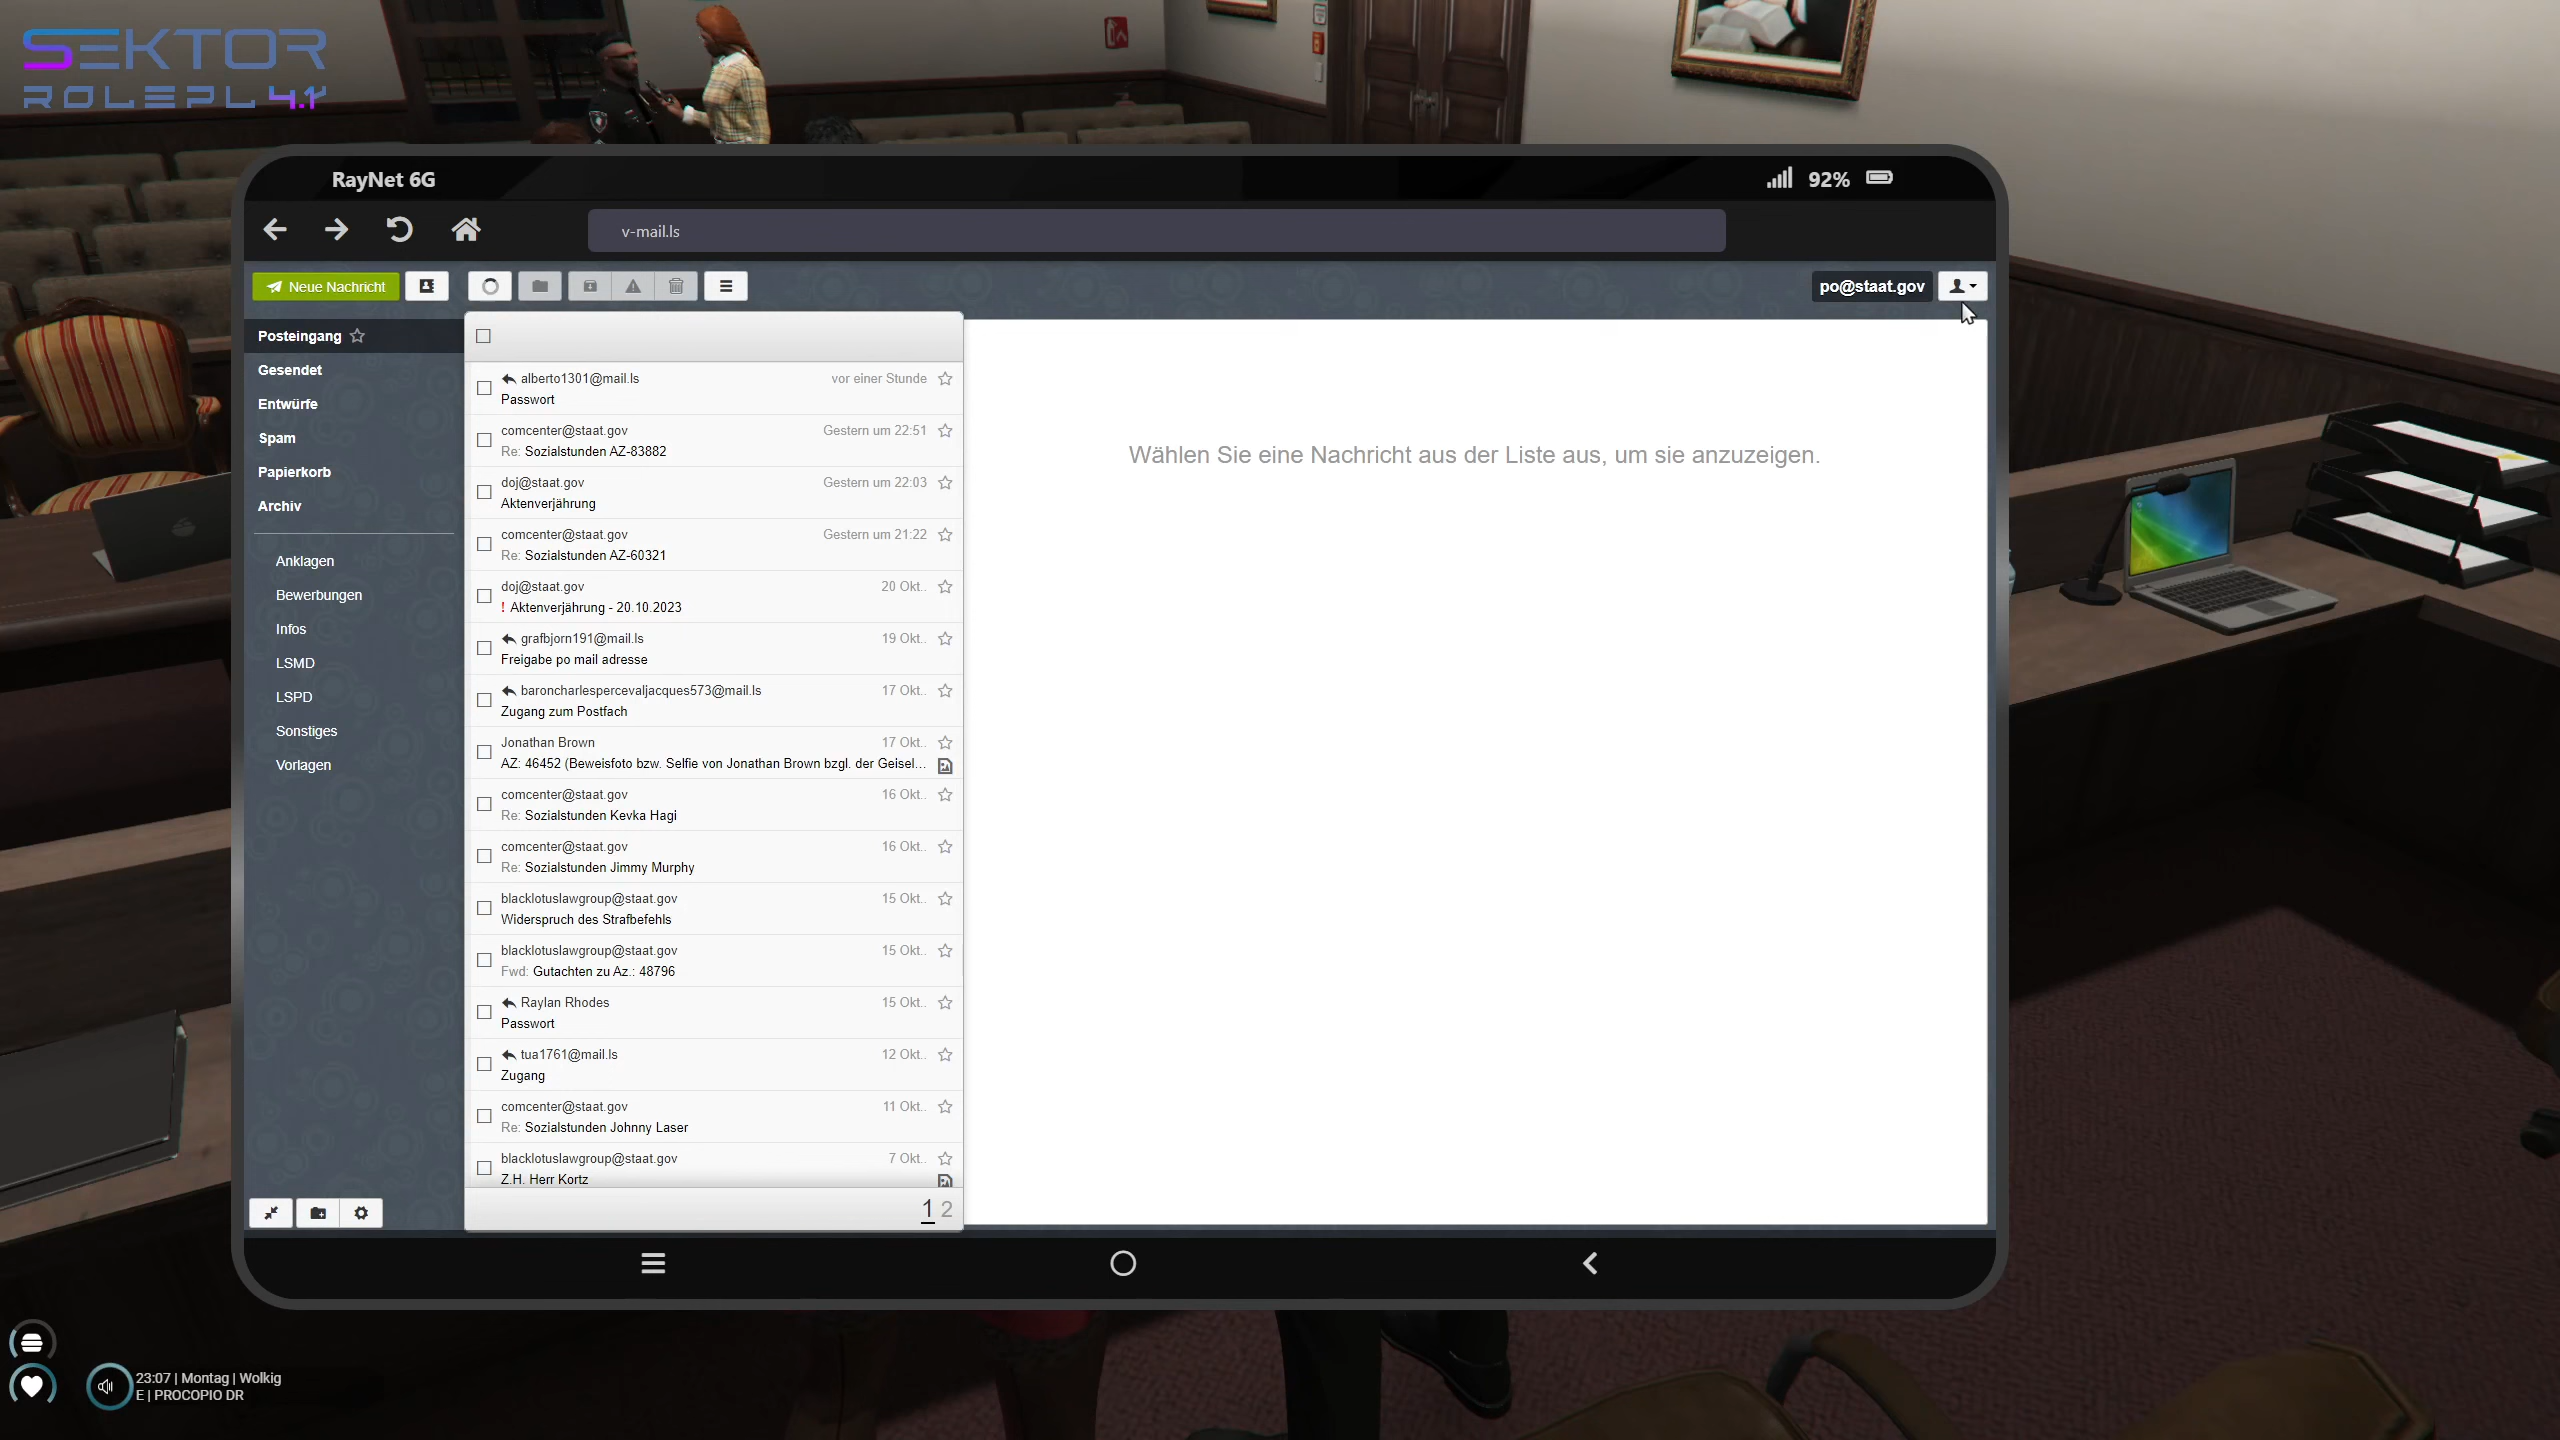 SEKTOR
ROLEPL4.1
RayNet 6G
92%
v-mail.ls
Neue Nachricht
po@staat.gov
Posteingang
Gesendet
Entwürfe
Spam
Papierkorb
Archiv
Anklagen
Bewerbungen
Infos
LSMD
LSPD
Sonstiges
Vorlagen
alberto1301@mail.ls vor einer Stunde
Passwort
comcenter@staat.gov Gestern um 22:51
Re: Sozialstunden AZ-83882
doj@staat.gov Gestern um 22:03
Aktenverjährung
comcenter@staat.gov Gestern um 21:22
Re: Sozialstunden AZ-60321
doj@staat.gov 20 Okt..
! Aktenverjährung - 20.10.2023
grafbjorn191@mail.ls 19 Okt..
Freigabe po mail adresse
baroncharlespercevaljacques573@mail.ls 17 Okt..
Zugang zum Postfach
Jonathan Brown 17 Okt..
AZ: 46452 (Beweisfoto bzw. Selfie von Jonathan Brown bzgl. der Geisel...
comcenter@staat.gov 16 Okt..
Re: Sozialstunden Kevka Hagi
comcenter@staat.gov 16 Okt..
Re: Sozialstunden Jimmy Murphy
blacklotuslawgroup@staat.gov 15 Okt..
Widerspruch des Strafbefehls
blacklotuslawgroup@staat.gov 15 Okt..
Fwd: Gutachten zu Az.: 48796
Raylan Rhodes 15 Okt..
Passwort
tua1761@mail.ls 12 Okt..
Zugang
comcenter@staat.gov 11 Okt..
Re: Sozialstunden Johnny Laser
blacklotuslawgroup@staat.gov 7 Okt..
Z.H. Herr Kortz
1 2
Wählen Sie eine Nachricht aus der Liste aus, um sie anzuzeigen.
23:07 | Montag | Wolkig
E | PROCOPIO DR